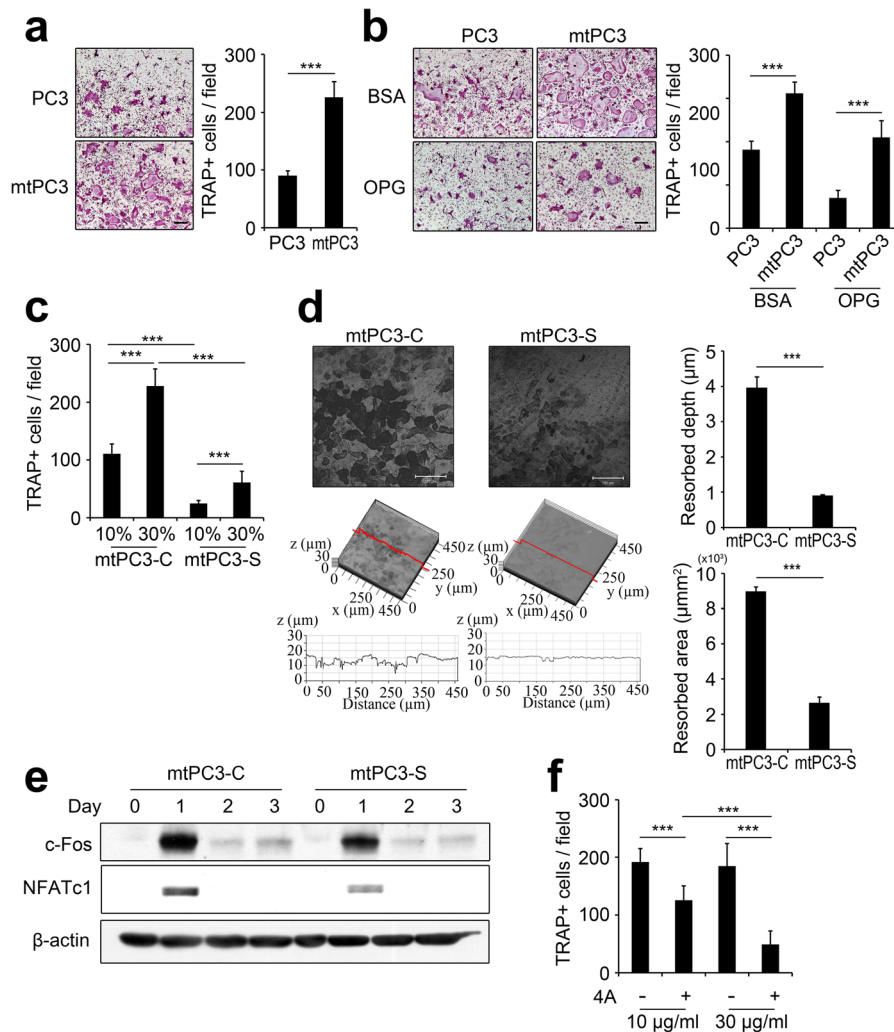 a
PC3
mtPC3
TRAP+ cells / field
300
200
100
0
***
PC3 mtPC3
b
PC3 mtPC3
BSA
OPG
TRAP+ cells / field
300
200
100
100
0
***
***
PC3 mtPC3 PC3 mtPC3
BSA OPG
c
TRAP+ cells / field
300
200
100
0
***
*** ***
***
10% 30% 10% 30%
mtPC3-C mtPC3-S
d
mtPC3-C mtPC3-S
z (μm)
30
0
450
250
0
y (μm)
0
250
450
x (μm)
z (μm)
30
0
450
250
0
y (μm)
0
250
450
x (μm)
z (μm)
30
20
10
0
0 50 150 250 350 450
Distance (μm)
z (μm)
30
20
10
0
0 50 150 250 350 450
Distance (μm)
Resorbed depth (μm)
5
4
3
2
1
0
***
mtPC3-C mtPC3-S
Resorbed area (μmm²)
(x10³)
10
8
6
4
2
0
***
mtPC3-C mtPC3-S
e
mtPC3-C mtPC3-S
Day 0 1 2 3 0 1 2 3
c-Fos
NFATc1
β-actin
f
TRAP+ cells / field
300
200
100
0
***
*** ***
4A - + - +
10 μg/ml 30 μg/ml